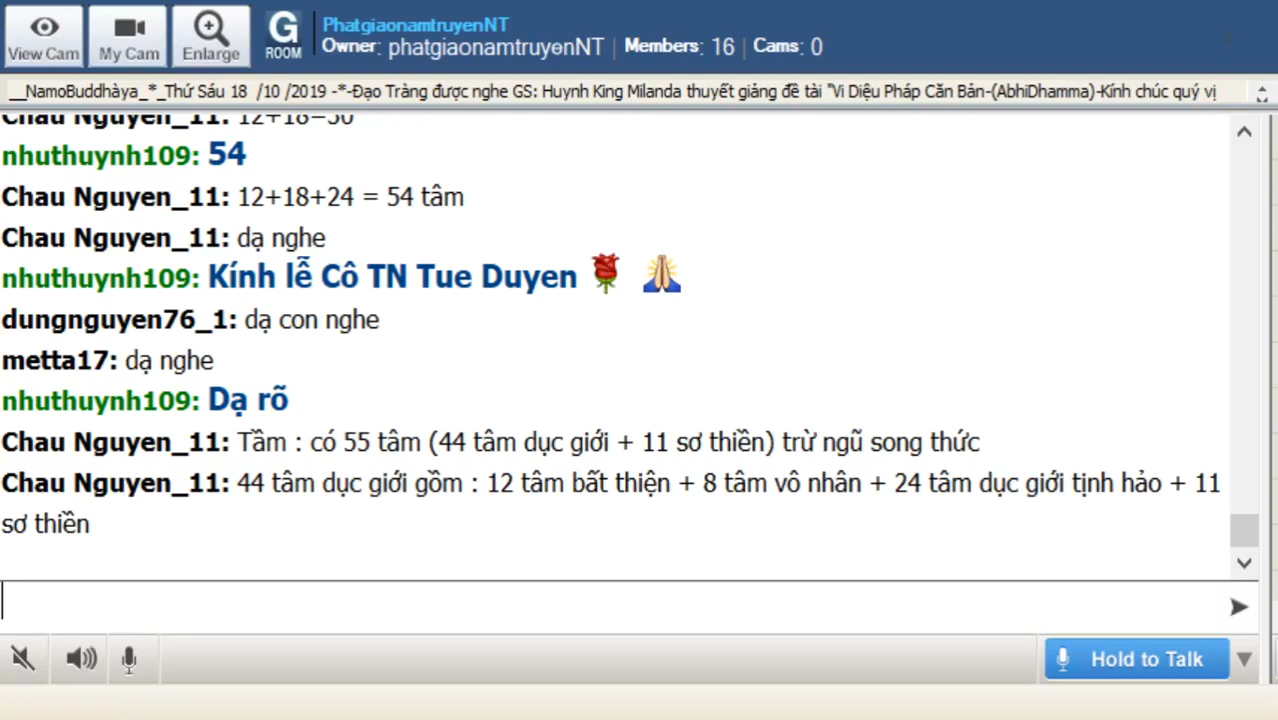 View Cam
My Cam
Enlarge
G
ROOM
PhatgiaonamtruyenNT
Owner: phatgiaonamtruyenNT | Members: 16 | Cams: 0
__NamoBuddhàya_*_Thứ Sáu 18 /10 /2019 -*-Đạo Tràng được nghe GS: Huynh King Milanda thuyết giảng đề tài "Vi Diệu Pháp Căn Bản-(AbhiDhamma)-Kính chúc quý vị
Chau Nguyen_11: 12+18=30
nhuthuynh109: 54
Chau Nguyen_11: 12+18+24 = 54 tâm
Chau Nguyen_11: dạ nghe
nhuthuynh109: Kính lễ Cô TN Tue Duyen
dungnguyen76_1: dạ con nghe
metta17: dạ nghe
nhuthuynh109: Dạ rõ
Chau Nguyen_11: Tầm : có 55 tâm (44 tâm dục giới + 11 sơ thiền) trừ ngũ song thức
Chau Nguyen_11: 44 tâm dục giới gồm : 12 tâm bất thiện + 8 tâm vô nhân + 24 tâm dục giới tịnh hảo + 11
sơ thiền
Hold to Talk